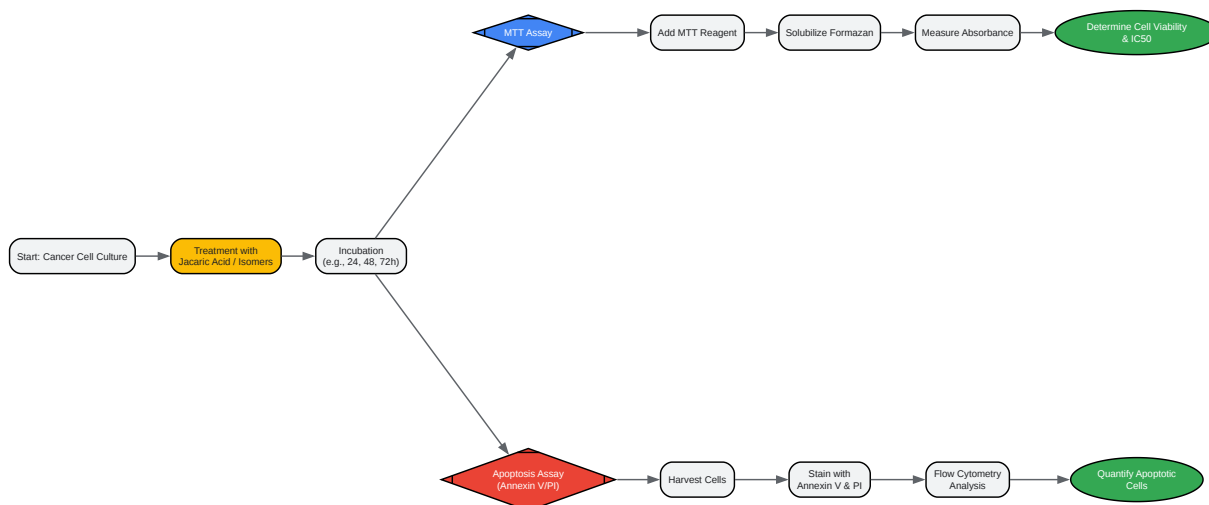 MTT Assay
Add MTT Reagent
Solubilize Formazan
Measure Absorbance
Determine Cell Viability
& IC50
Start: Cancer Cell Culture
Treatment with
Jacaric Acid / Isomers
Incubation
(e.g., 24, 48, 72h)
Apoptosis Assay
(Annexin V/PI)
Harvest Cells
Stain with
Annexin V & PI
Flow Cytometry
Analysis
Quantify Apoptotic
Cells